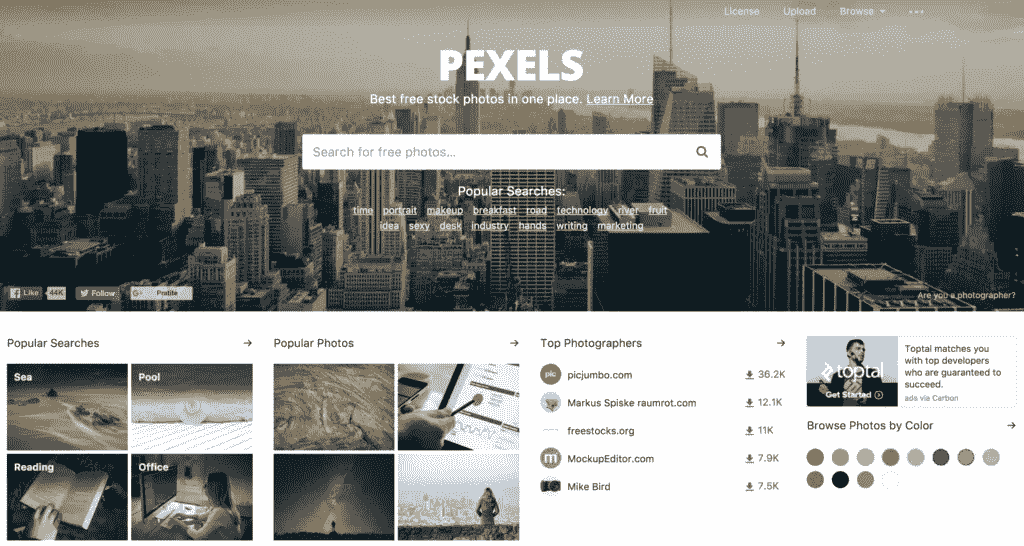 License Upload Browse
PEXELS
Best free stock photos in one place. Learn More
Search for free photos...
Popular Searches:
time portrait makeup breakfast road technology river fruit
idea sexy desk industry hands writing marketing
Like 44K Follow
Are you a photographer?
Popular Searches
Sea
Pool
Reading
Office
Popular Photos
Top Photographers
pic picjumbo.com 36.2K
Markus Spiske raumrot.com 12.1K
freestocks.org 11K
m MockupEditor.com 7.9K
Mike Bird 7.5K
toptal
Get Started
Toptal matches you
with top developers
who are guaranteed to
succeed.
ads via Carbon
Browse Photos by Color